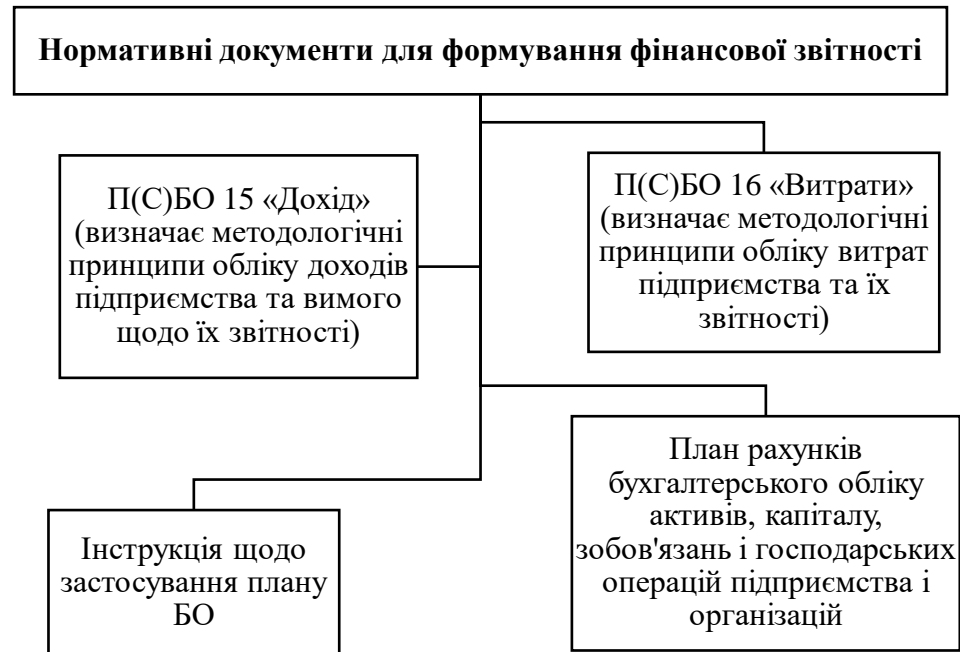 Нормативні документи для формування фінансової звітності
П(С)БО 15 «Дохід»
(визначає методологічні
принципи обліку доходів
підприємства та вимого
щодо їх звітності)
П(С)БО 16 «Витрати»
(визначає методологічні
принципи обліку витрат
підприємства та їх
звітності)
Інструкція щодо
застосування плану
БО
План рахунків
бухгалтерського обліку
активів, капіталу,
зобов'язань і господарських
операцій підприємства і
організацій